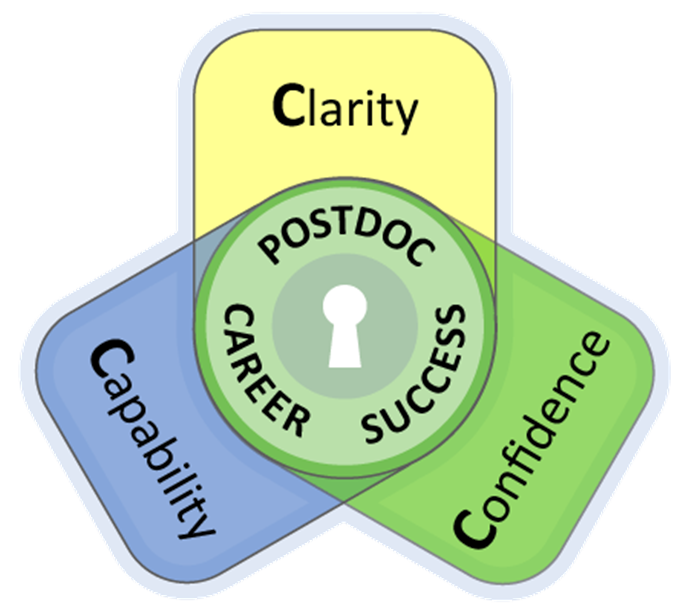 Clarity
POSTDOC
CAREER
SUCCESS
Capability
Confidence